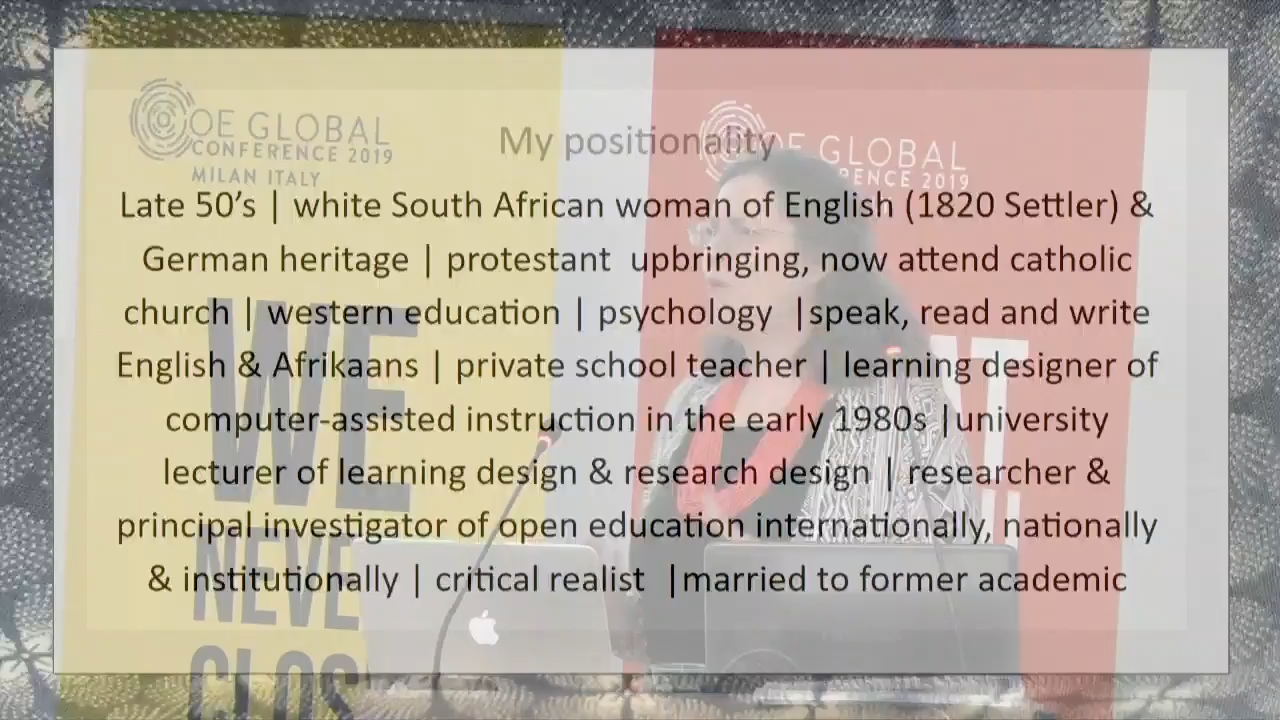 OE GLOBAL
CONFERENCE 2019
MILAN ITALY
OE GLOBAL
CONFERENCE 2019
My positionality
Late 50’s | white South African woman of English (1820 Settler) &
German heritage | protestant upbringing, now attend catholic
church | western education | psychology |speak, read and write
English & Afrikaans | private school teacher | learning designer of
computer-assisted instruction in the early 1980s |university
lecturer of learning design & research design | researcher &
principal investigator of open education internationally, nationally
& institutionally | critical realist |married to former academic
WE
NEVE
CLOS